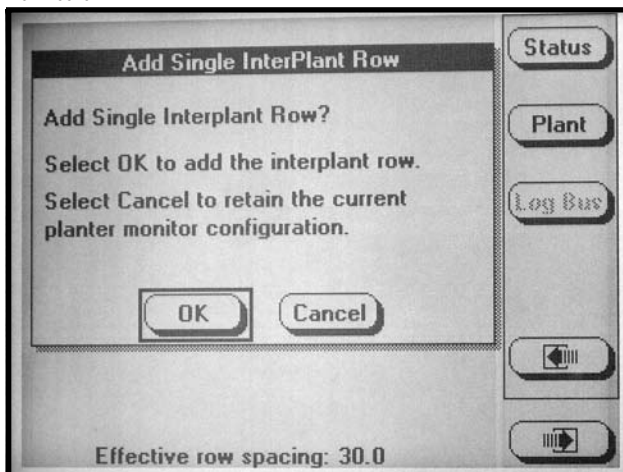 Add Single InterPlant Row
Add Single Interplant Row?
Select OK to add the interplant row.
Select Cancel to retain the current
planter monitor configuration.
OK
Cancel
Effective row spacing: 30.0
Status
Plant
Log Bus